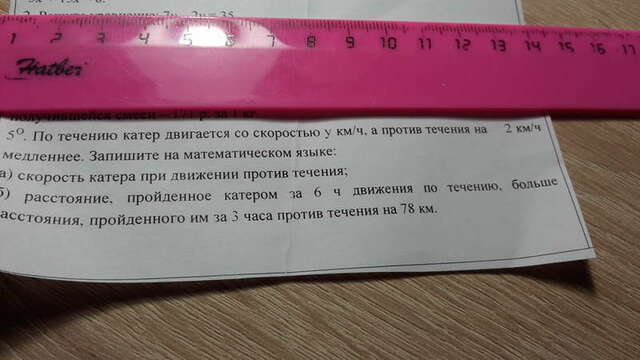 1 2 3 4 5 6 7 8 9 10 11 12 13 14 15 16 17
Hatber
5°. По течению катер двигается со скоростью у км/ч, а против течения на 2 км/ч
медленнее. Запишите на математическом языке:
а) скорость катера при движении против течения;
б) расстояние, пройденное катером за 6 ч движения по течению, больше
расстояния, пройденного им за 3 часа против течения на 78 км.